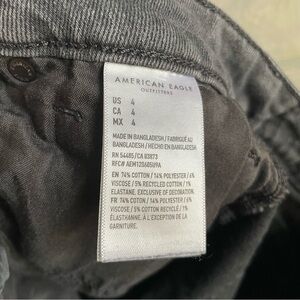 AMERICAN EAGLE
OUTFITTERS
US 4
CA 4
MX 4
MADE IN BANGLADESH / FABRIQUÉ AU
BANGLADESH / HECHO EN BANGLADESH
RN 54485/CA 03873
EN 74% COTTON / 14% POLYESTER / 6%
VISCOSE / 5% RECYCLED COTTON / 1%
ELASTANE, EXCLUSIVE OF DECORATION.
FR 74% COTON / 14% POLYESTER / 6%
VISCOSE / 5% COTON RECYCLÉ / 1%
ÉLASTHANNE. À L'EXCEPTION DE LA
GARNITURE.